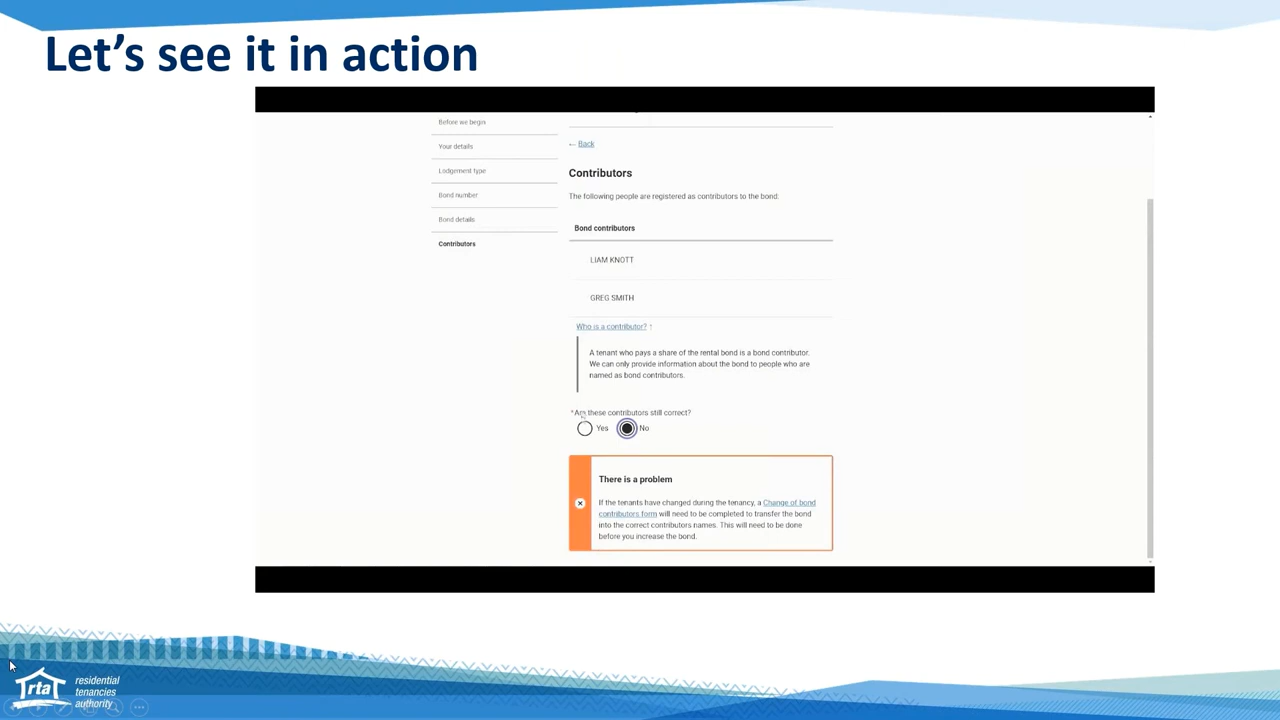 Let's see it in action
Before we begin
Your details
Lodgement type
Bond number
Bond details
Contributors
← Back
Contributors
The following people are registered as contributors to the bond:
Bond contributors
LIAM KNOTT
GREG SMITH
Who is a contributor? ↑
A tenant who pays a share of the rental bond is a bond contributor.
We can only provide information about the bond to people who are
named as bond contributors.
*Are these contributors still correct?
Yes No
There is a problem
If the tenants have changed during the tenancy, a Change of bond
contributors form will need to be completed to transfer the bond
into the correct contributors names. This will need to be done
before you increase the bond.
rta
residential
tenancies
authority